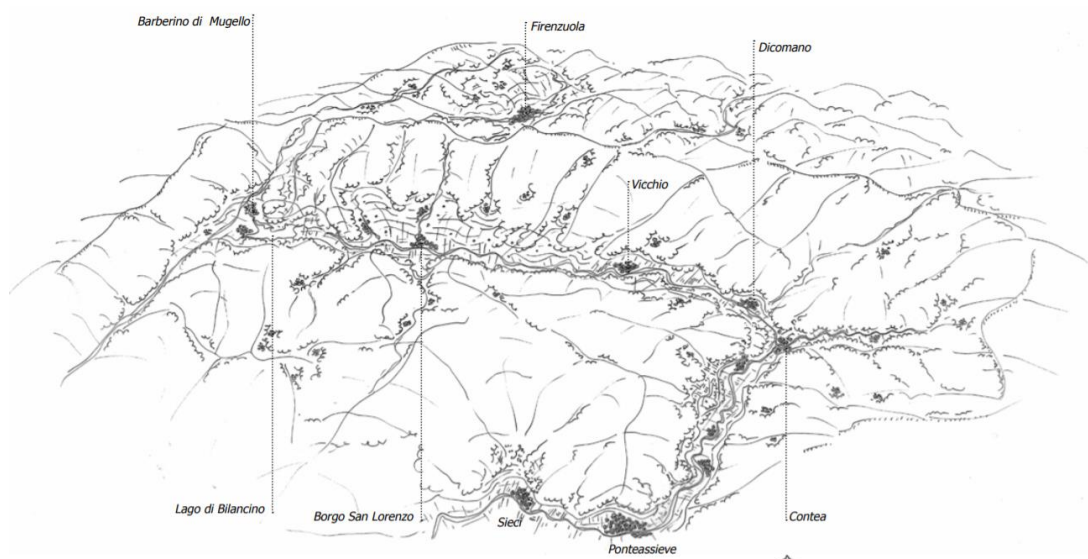 Barberino di Mugello
Firenzuola
Dicomano
Vicchio
Lago di Bilancino
Borgo San Lorenzo
Sieci
Contea
Ponteassieve